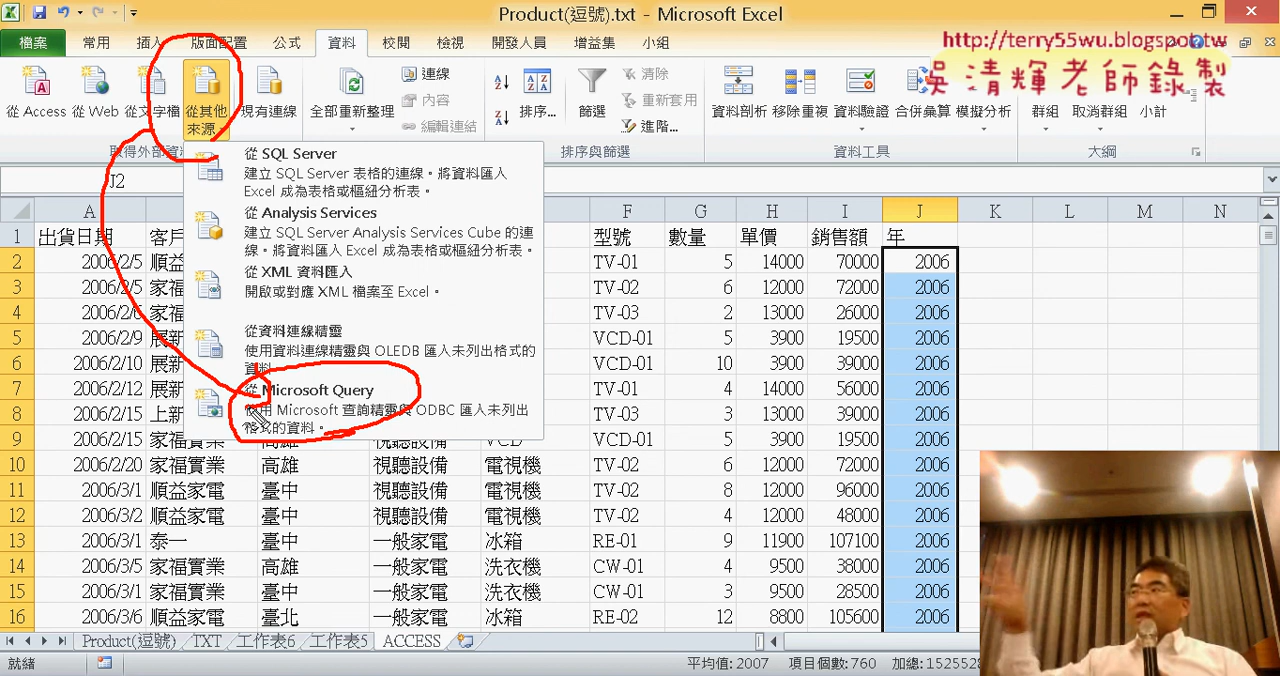 Product(逗號).txt - Microsoft Excel
檔案 常用 插入 版面配置 公式 資料 校閱 檢視 開發人員 增益集 小組
http://terry55wu.blogspot.tw
吳清輝老師錄製
從 Access 從 Web 從文字檔 從其他來源 現有連線 全部重新整理 連線 內容 編輯連結 排序... 篩選 清除 重新套用 進階... 資料剖析 移除重複 資料驗證 合併彙算 模擬分析 群組 取消群組 小計
取得外部資 排序與篩選 資料工具 大綱
J2
從 SQL Server
建立 SQL Server 表格的連線。將資料匯入
Excel 成為表格或樞紐分析表。
從 Analysis Services
建立 SQL Server Analysis Services Cube 的連
線。將資料匯入 Excel 成為表格或樞紐分析表。
從 XML 資料匯入
開啟或對應 XML 檔案至 Excel。
從資料連線精靈
使用資料連線精靈與 OLEDB 匯入未列出格式的
資料。
從 Microsoft Query
使用 Microsoft 查詢精靈與 ODBC 匯入未列出
格式的資料。
A F G H I J K L M N
1 出貨日期 客戶 型號 數量 單價 銷售額 年
2 2006/2/5 順益 TV-01 5 14000 70000 2006
3 2006/2/5 家福 TV-02 6 12000 72000 2006
4 2006/2/6 家福 TV-03 2 13000 26000 2006
5 2006/2/9 展新 VCD-01 5 3900 19500 2006
6 2006/2/10 展新 VCD-01 10 3900 39000 2006
7 2006/2/12 展新 TV-01 4 14000 56000 2006
8 2006/2/15 上新 TV-03 3 13000 39000 2006
9 2006/2/15 家福實業 高雄 VCD VCD-01 5 3900 19500 2006
10 2006/2/20 家福實業 高雄 視聽設備 電視機 TV-02 6 12000 72000 2006
11 2006/3/1 順益家電 臺中 視聽設備 電視機 TV-02 8 12000 96000 2006
12 2006/3/2 順益家電 臺中 視聽設備 電視機 TV-02 4 12000 48000 2006
13 2006/3/1 泰一 臺中 一般家電 冰箱 RE-01 9 11900 107100 2006
14 2006/3/5 家福實業 高雄 一般家電 洗衣機 CW-01 4 9500 38000 2006
15 2006/3/1 家福實業 臺中 一般家電 洗衣機 CW-01 3 9500 28500 2006
16 2006/3/6 順益家電 臺北 一般家電 冰箱 RE-02 12 8800 105600 2006
Product(逗號) TXT 工作表6 工作表5 ACCESS
就緒 平均值: 2007 項目個數: 760 加總: 1525528